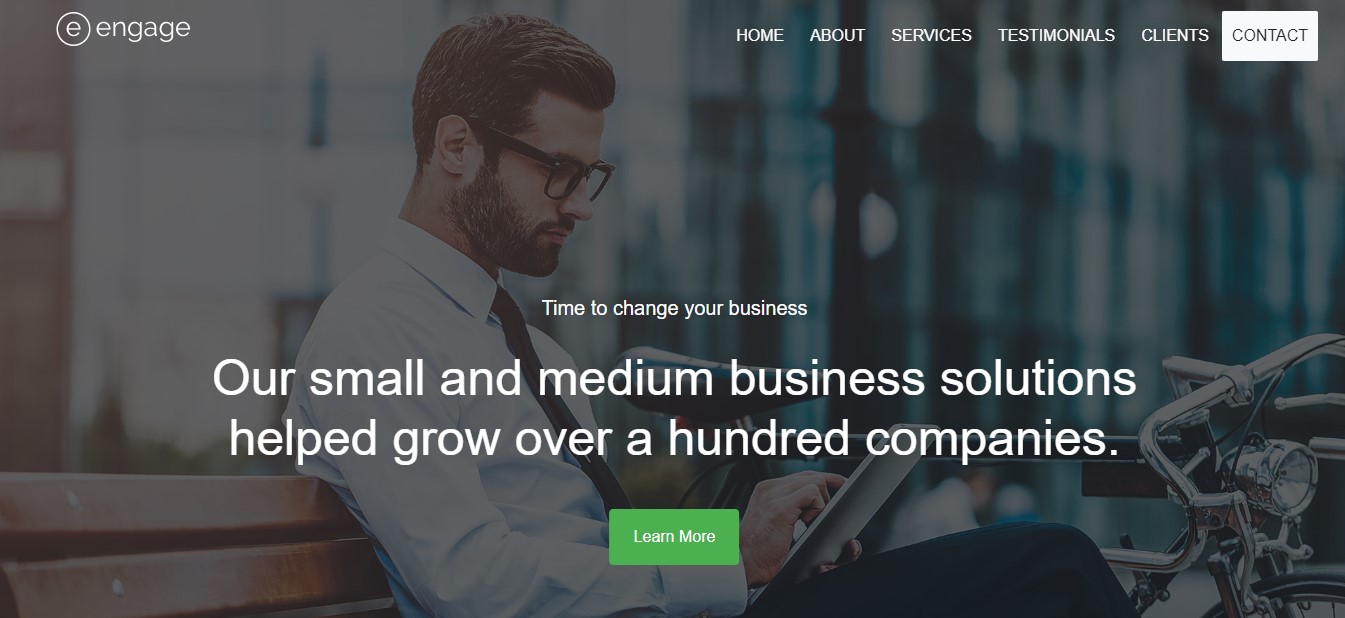 e engage
HOME ABOUT SERVICES TESTIMONIALS CLIENTS CONTACT
Time to change your business
Our small and medium business solutions
helped grow over a hundred companies.
Learn More